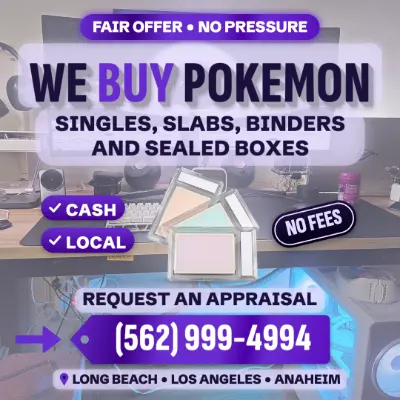 FAIR OFFER • NO PRESSURE
WE BUY POKEMON
SINGLES, SLABS, BINDERS
AND SEALED BOXES
✓ CASH
✓ LOCAL
NO FEES
REQUEST AN APPRAISAL
(562) 999-4994
LONG BEACH • LOS ANGELES • ANAHEIM